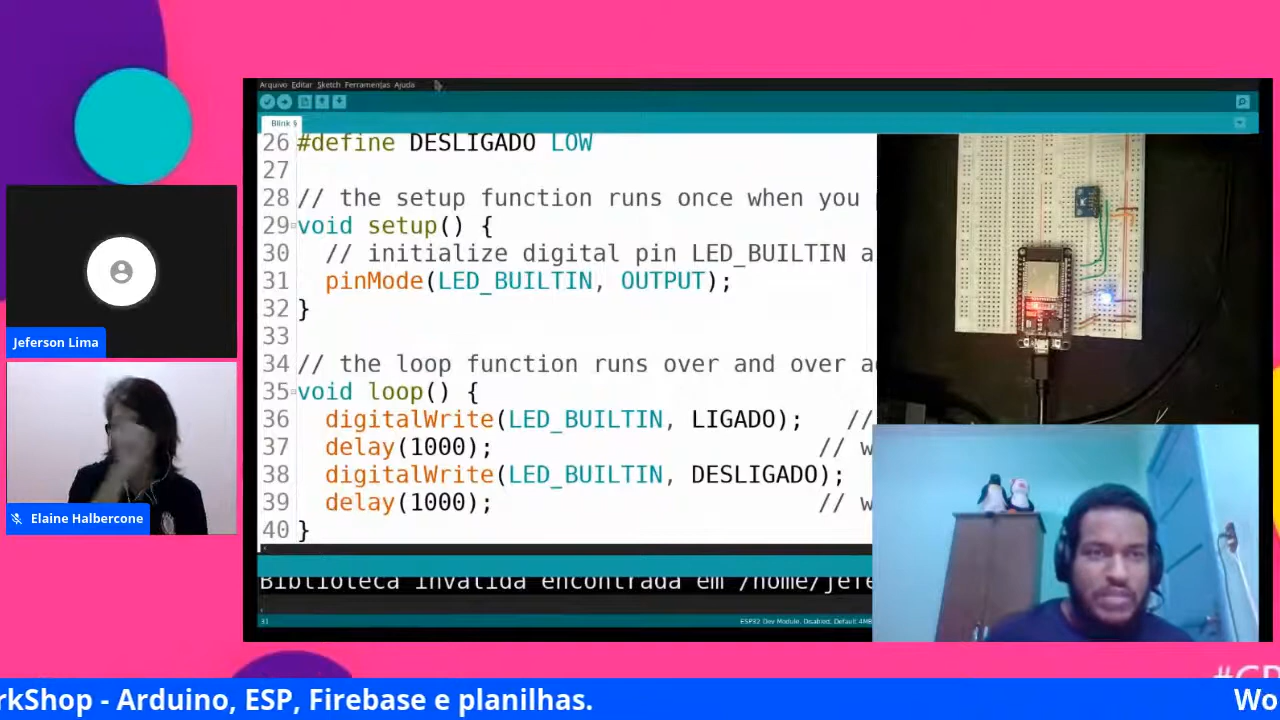 Arquivo Editar Sketch Ferramentas Ajuda
Blink §
26 #define DESLIGADO LOW
27
28 // the setup function runs once when you
29 void setup() {
30 // initialize digital pin LED_BUILTIN a
31 pinMode(LED_BUILTIN, OUTPUT);
32 }
33
34 // the loop function runs over and over a
35 void loop() {
36 digitalWrite(LED_BUILTIN, LIGADO); //
37 delay(1000); // w
38 digitalWrite(LED_BUILTIN, DESLIGADO);
39 delay(1000); // w
40 }
Biblioteca inválida encontrada em /home/jefe
31
ESP32 Dev Module, Disabled, Default 4MB
Jeferson Lima
Elaine Halbercone
rkShop - Arduino, ESP, Firebase e planilhas.
Wo